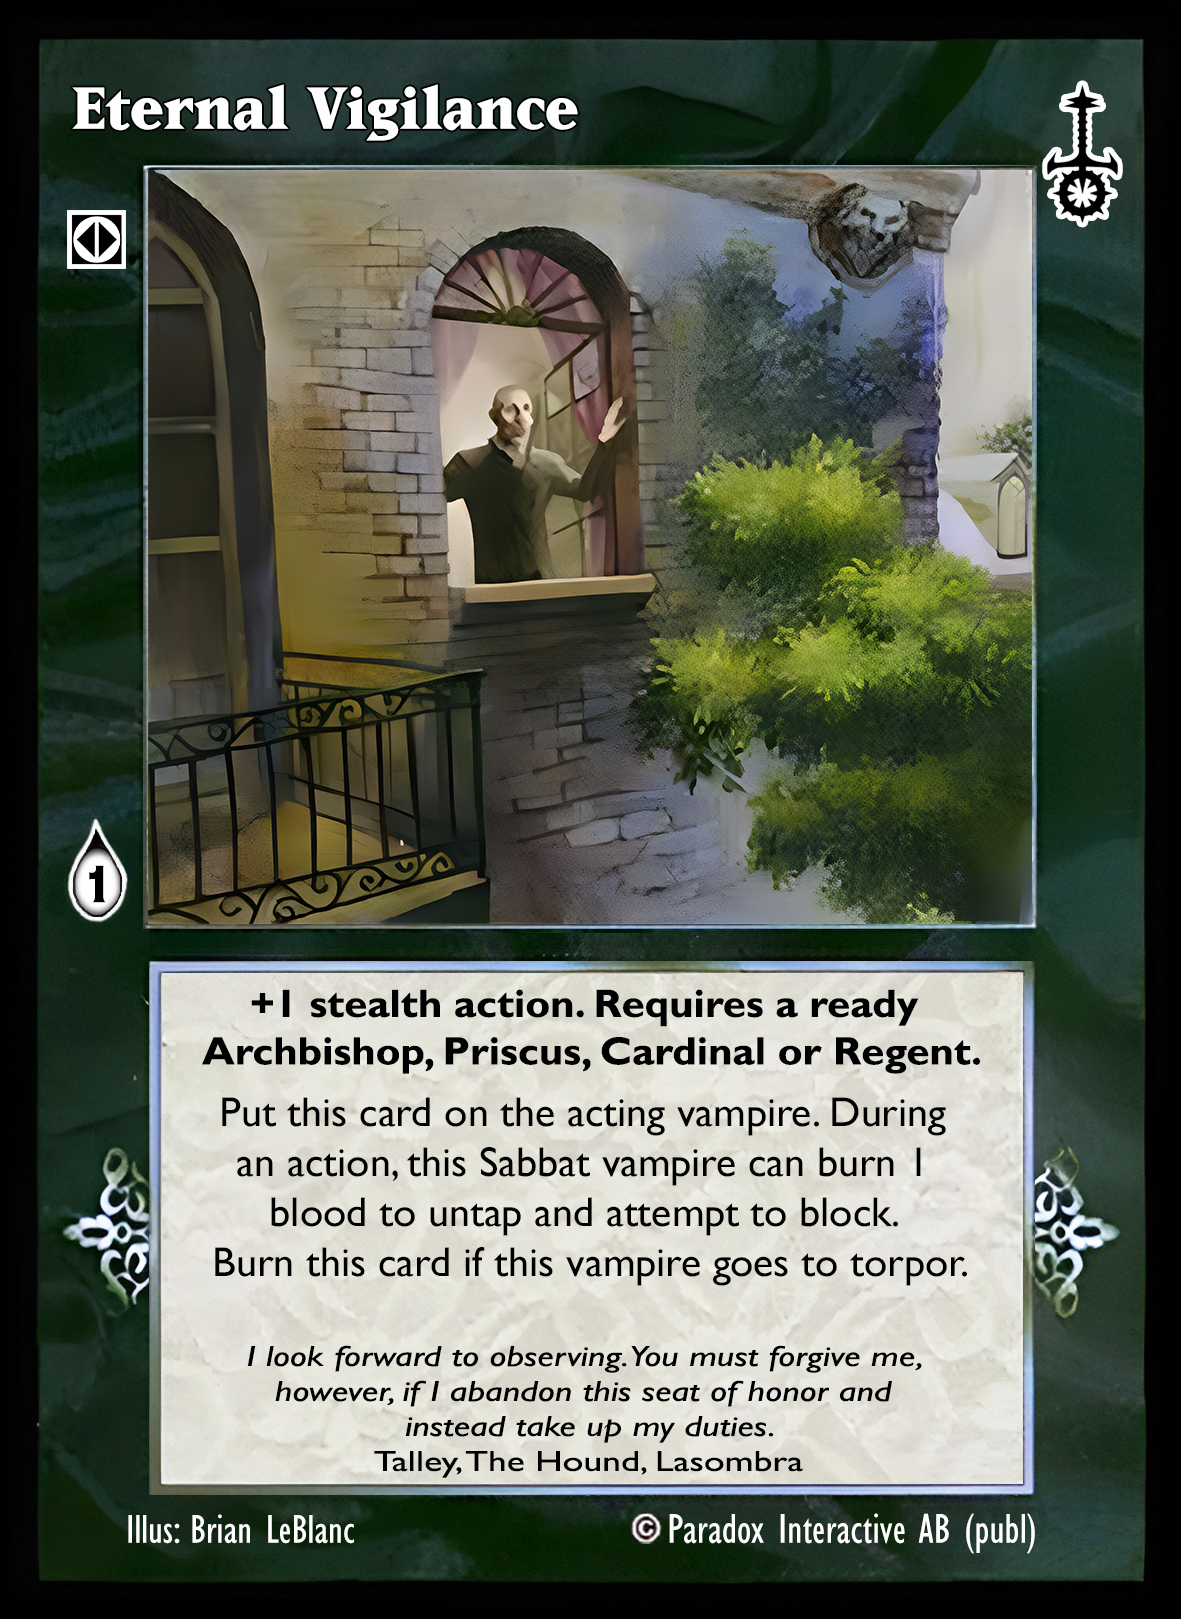 Eternal Vigilance
1
+1 stealth action. Requires a ready
Archbishop, Priscus, Cardinal or Regent.
Put this card on the acting vampire. During
an action, this Sabbat vampire can burn 1
blood to untap and attempt to block.
Burn this card if this vampire goes to torpor.
I look forward to observing. You must forgive me,
however, if I abandon this seat of honor and
instead take up my duties.
Talley, The Hound, Lasombra
Illus: Brian LeBlanc
© Paradox Interactive AB (publ)